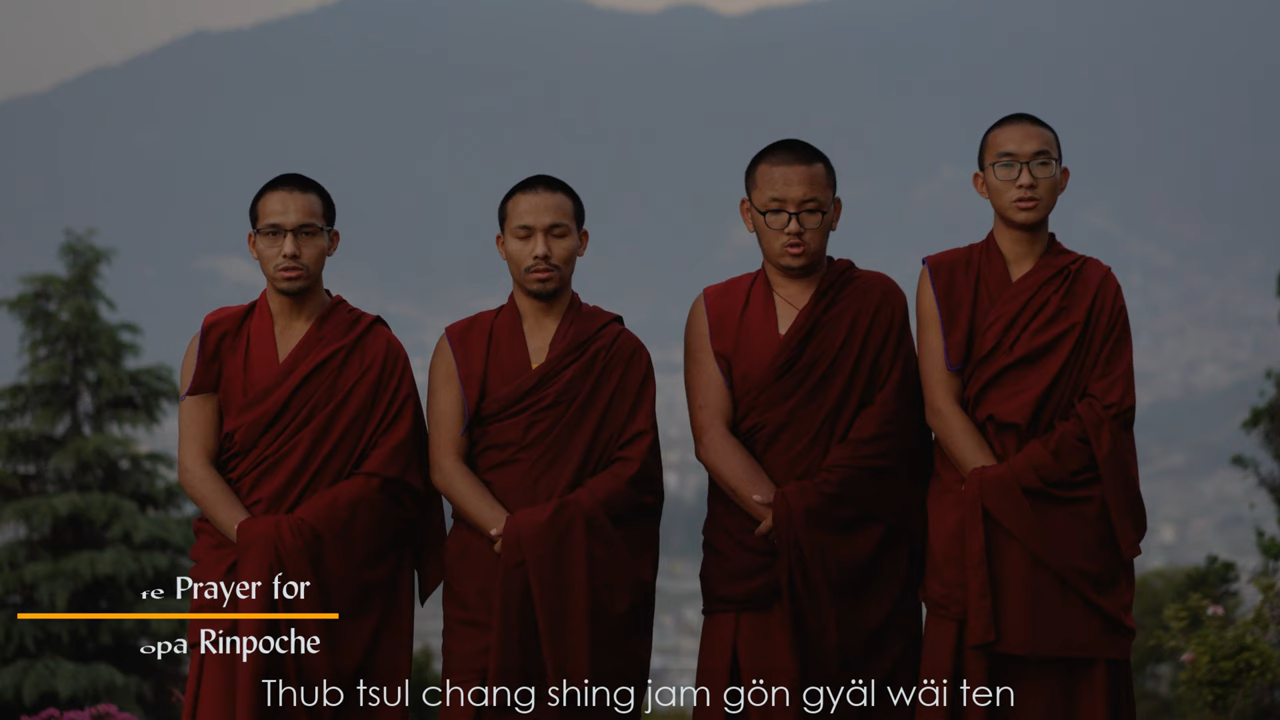 re Prayer for
opa Rinpoche
Thub tsul chang shing jam gön gyäl wäi ten